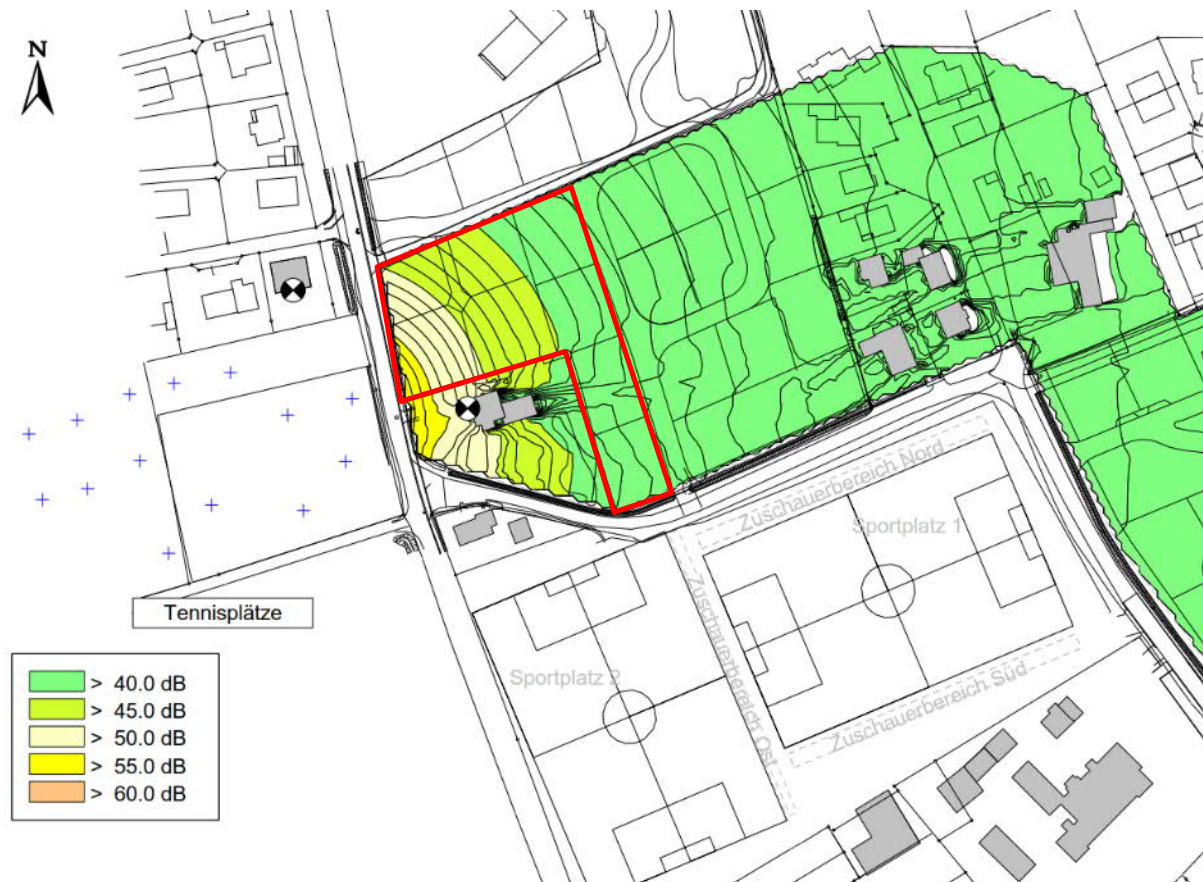 N
Zuschauerbereich Nord
Sportplatz 1
Tennisplätze
Zuschauerbereich Ost
Sportplatz 2
Zuschauerbereich Süd
> 40.0 dB
> 45.0 dB
> 50.0 dB
> 55.0 dB
> 60.0 dB